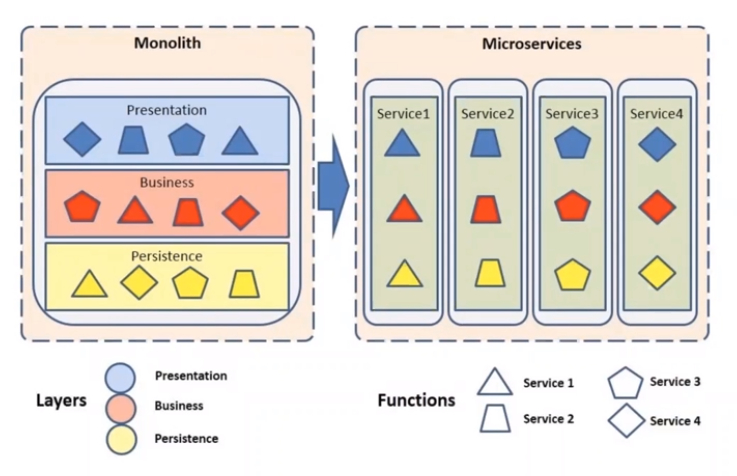 Monolith
Presentation
Business
Persistence
Microservices
Service1 Service2 Service3 Service4
Layers
Presentation
Business
Persistence
Functions
Service 1
Service 2
Service 3
Service 4